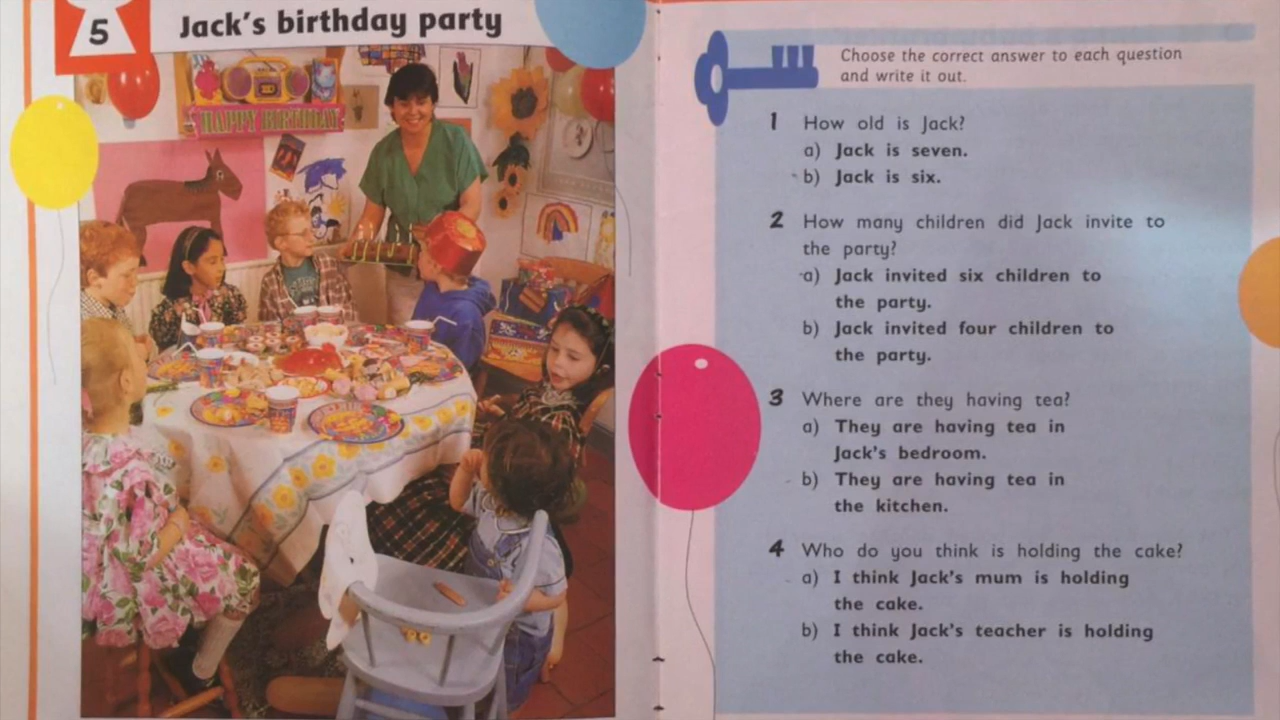 5
Jack's birthday party
HAPPY BIRTHDAY
Choose the correct answer to each question
and write it out.
1 How old is Jack?
a) Jack is seven.
b) Jack is six.
2 How many children did Jack invite to
the party?
a) Jack invited six children to
the party.
b) Jack invited four children to
the party.
3 Where are they having tea?
a) They are having tea in
Jack's bedroom.
b) They are having tea in
the kitchen.
4 Who do you think is holding the cake?
a) I think Jack's mum is holding
the cake.
b) I think Jack's teacher is holding
the cake.